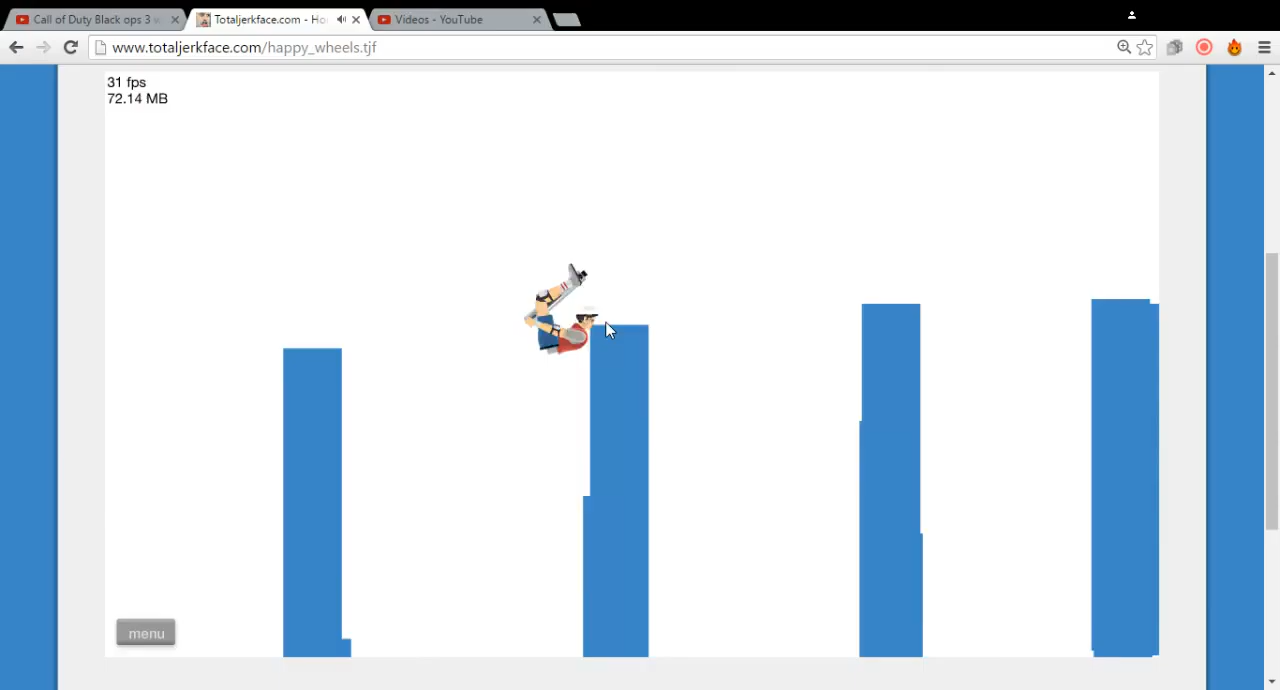 Call of Duty Black ops 3 w
Totaljerkface.com - Ho
Videos - YouTube
www.totaljerkface.com/happy_wheels.tjf
31 fps
72.14 MB
menu